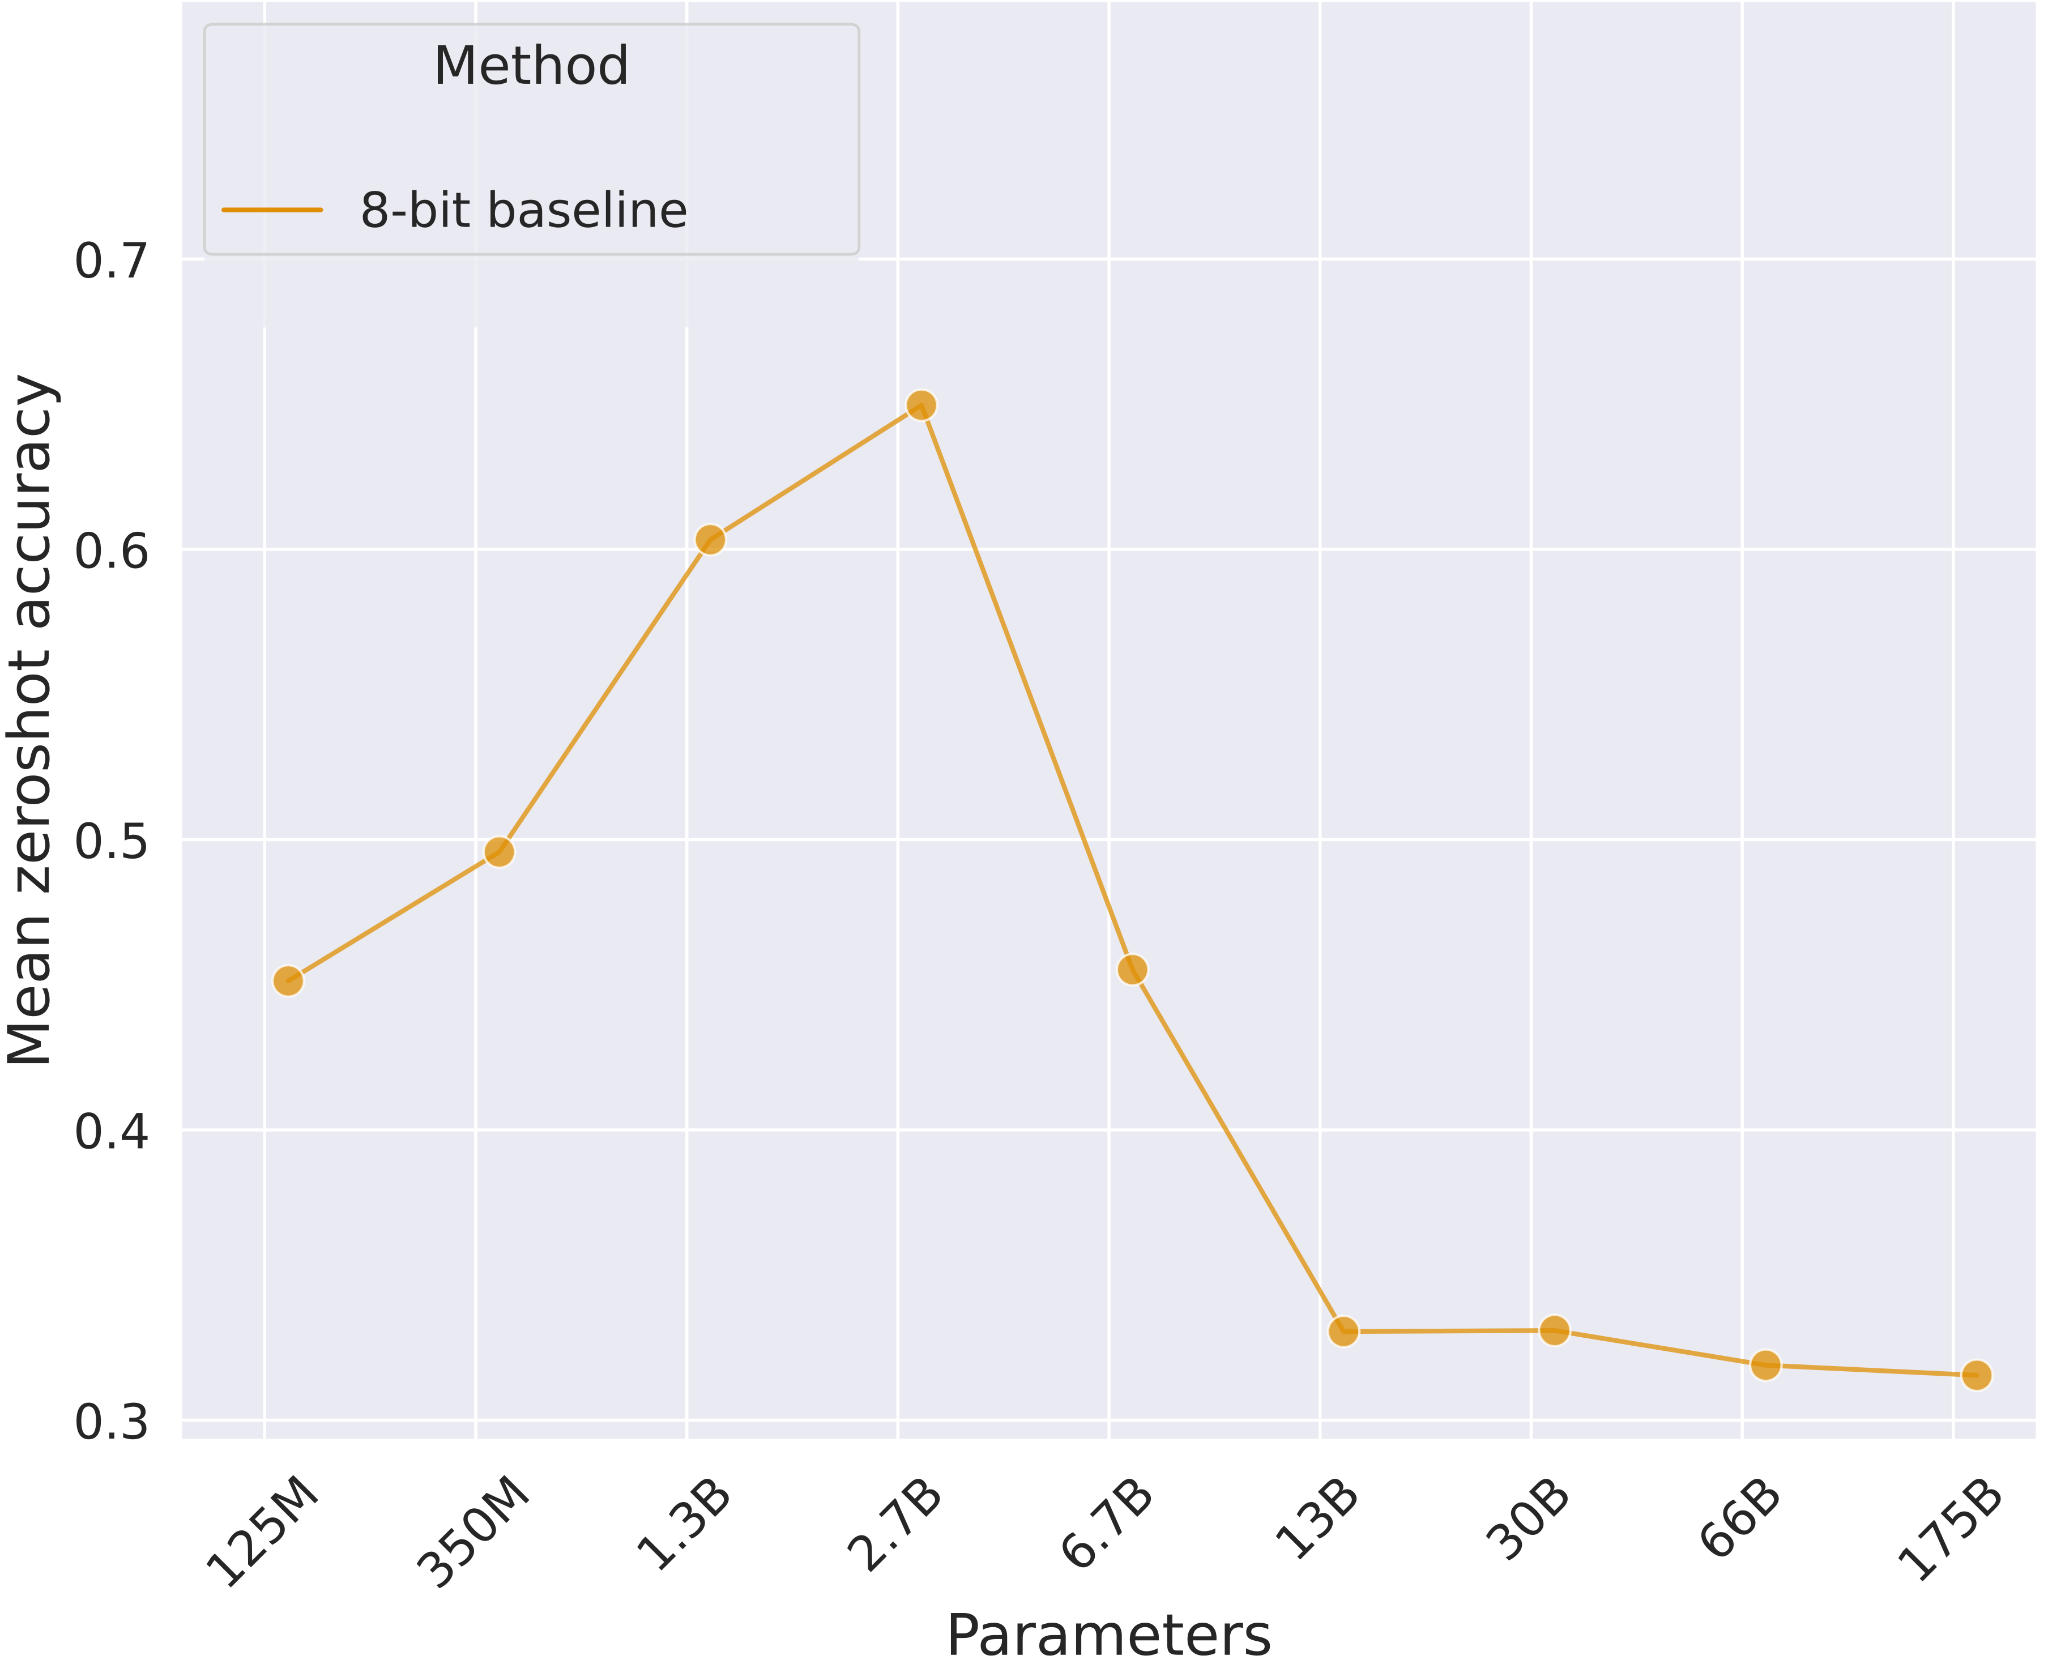 Method
8-bit baseline
Mean zeroshot accuracy
0.7
0.6
0.5
0.4
0.3
125M
350M
1.3B
2.7B
6.7B
13B
30B
66B
175B
Parameters